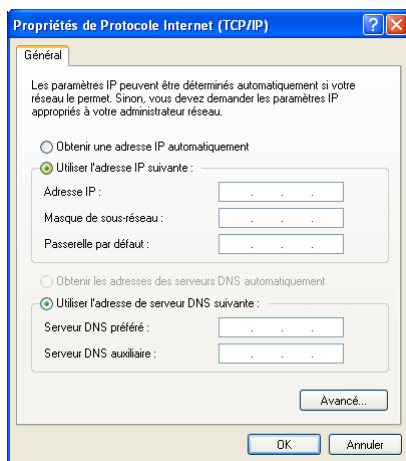 Propriétés de Protocole Internet (TCP/IP)
Général
Les paramètres IP peuvent être déterminés automatiquement si votre
réseau le permet. Sinon, vous devez demander les paramètres IP
appropriés à votre administrateur réseau.
Obtenir une adresse IP automatiquement
Utiliser l'adresse IP suivante :
Adresse IP :
Masque de sous-réseau :
Passerelle par défaut :
Obtenir les adresses des serveurs DNS automatiquement
Utiliser l'adresse de serveur DNS suivante :
Serveur DNS préféré :
Serveur DNS auxiliaire :
Avancé...
OK Annuler